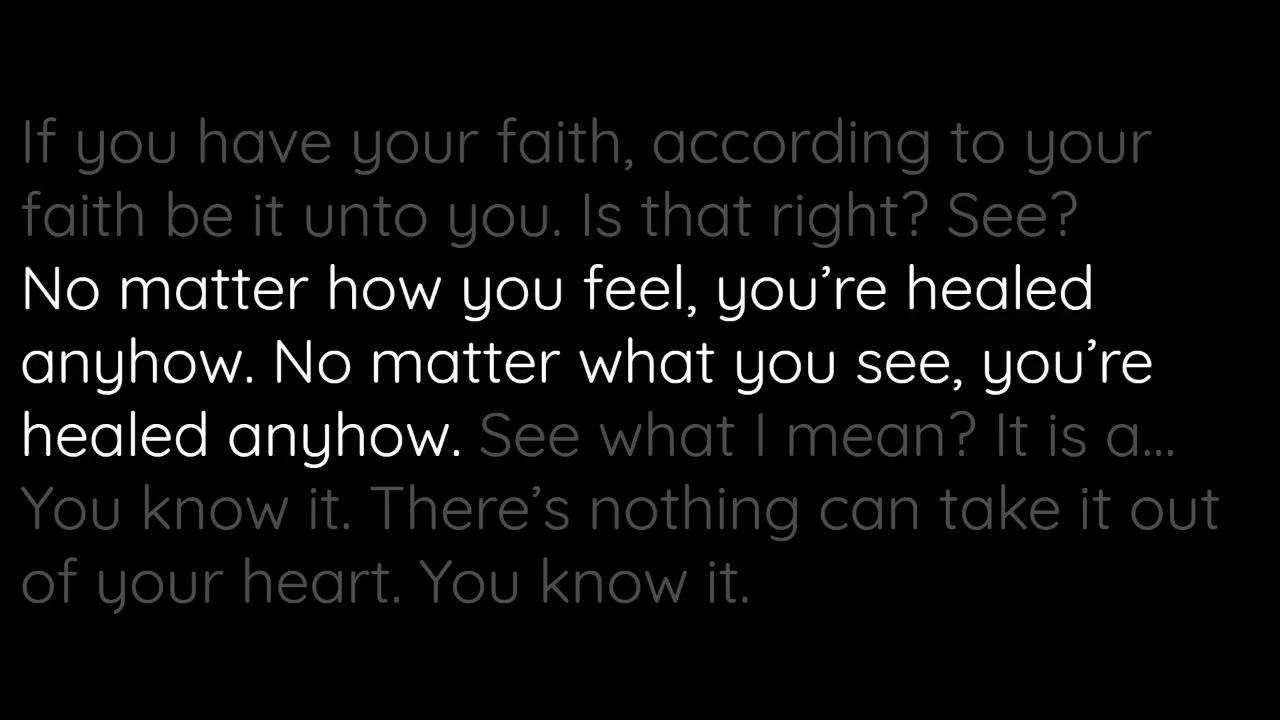 If you have your faith, according to your
faith be it unto you. Is that right? See?
No matter how you feel, you’re healed
anyhow. No matter what you see, you’re
healed anyhow. See what I mean? It is a...
You know it. There’s nothing can take it out
of your heart. You know it.